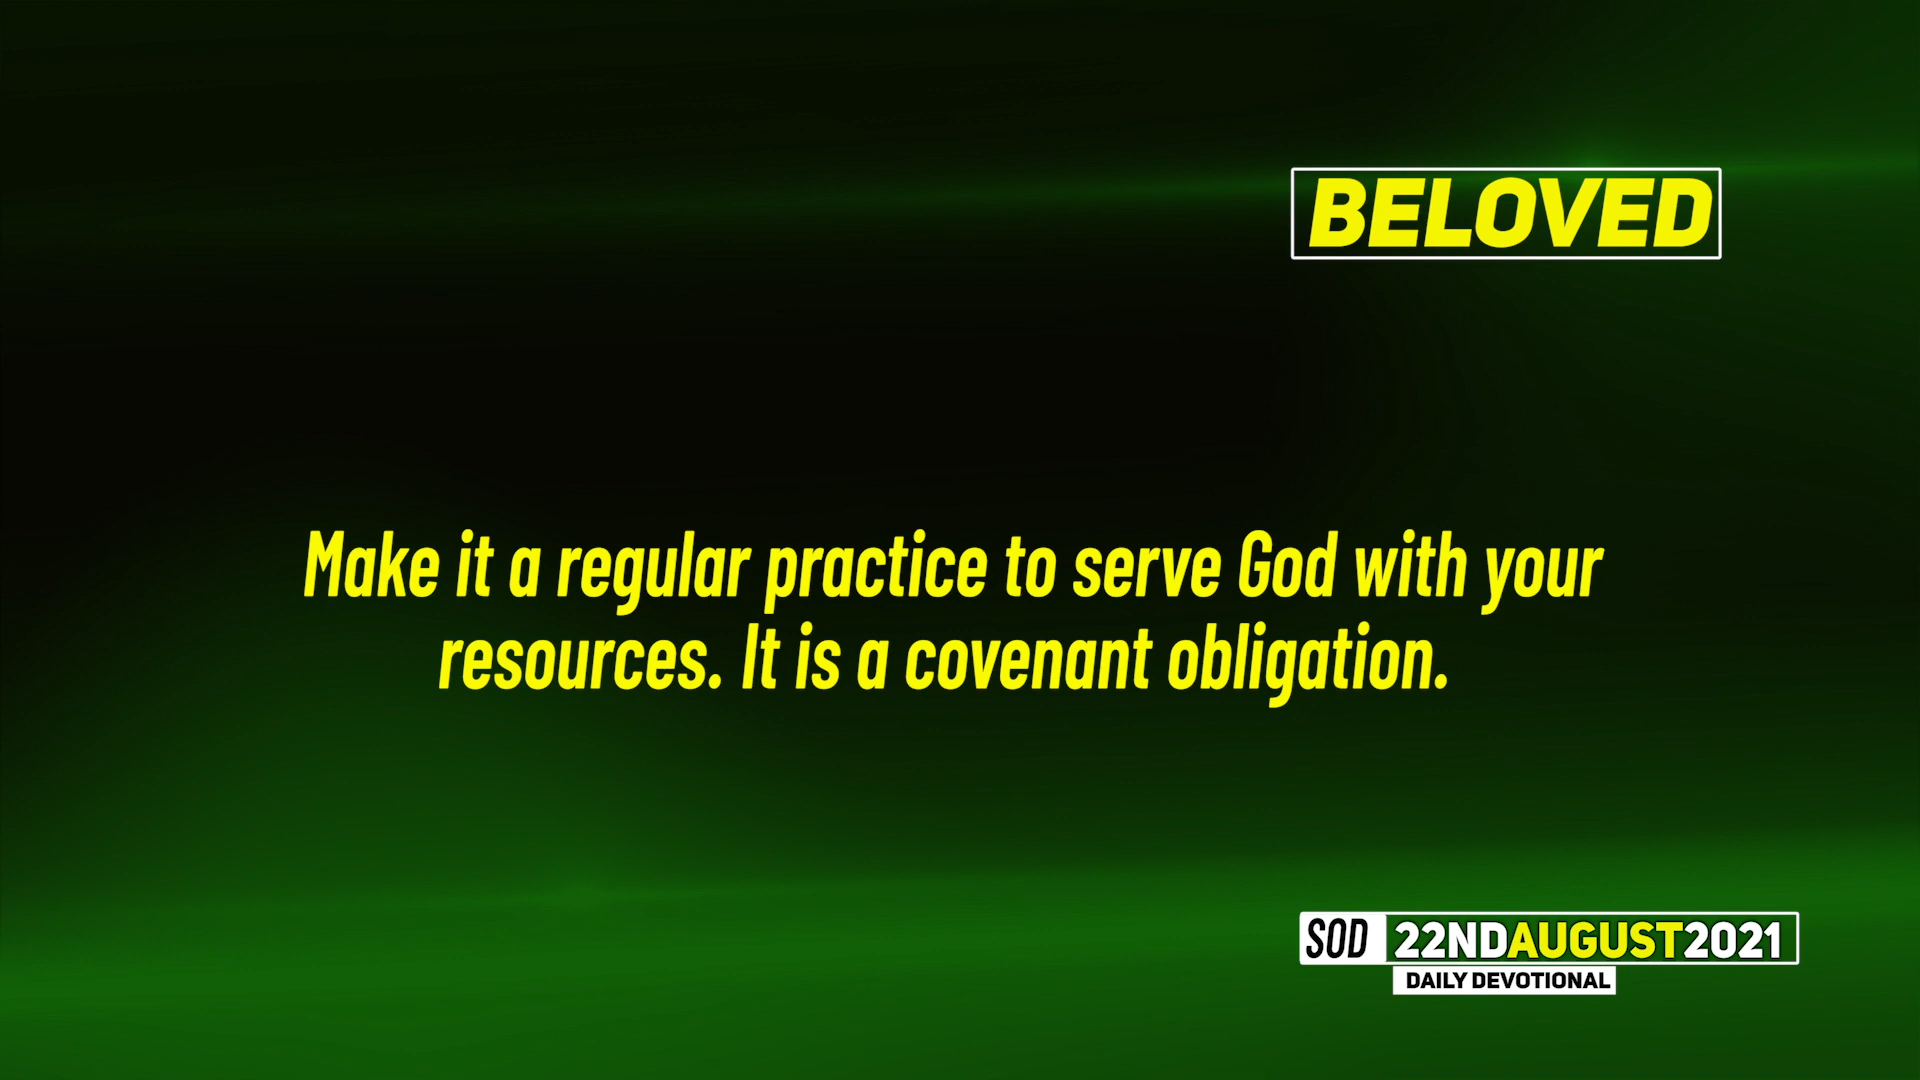 BELOVED
Make it a regular practice to serve God with your
resources. It is a covenant obligation.
SOD 22NDAUGUST2021
DAILY DEVOTIONAL